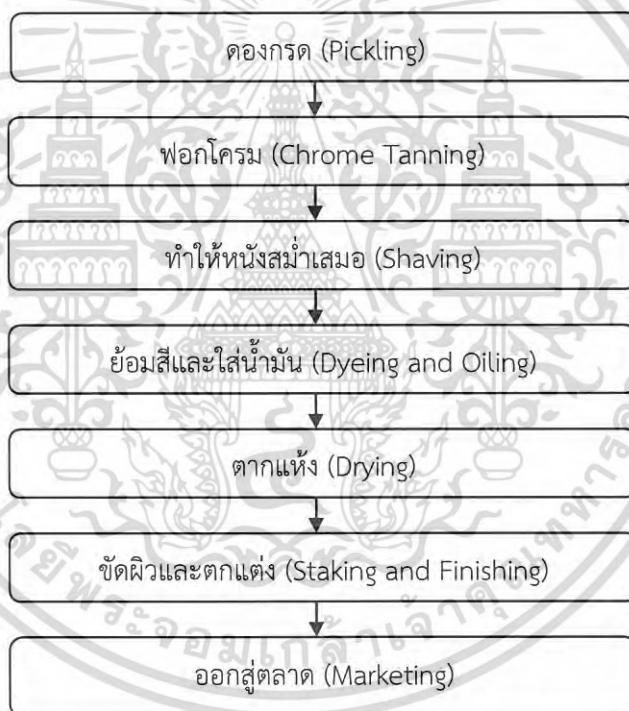 ดองกรด (Pickling)
ฟอกโครม (Chrome Tanning)
ทำให้หนังสม่ำเสมอ (Shaving)
ย้อมสีและใส่น้ำมัน (Dyeing and Oiling)
ตากแห้ง (Drying)
ขัดผิวและตกแต่ง (Staking and Finishing)
ออกสู่ตลาด (Marketing)